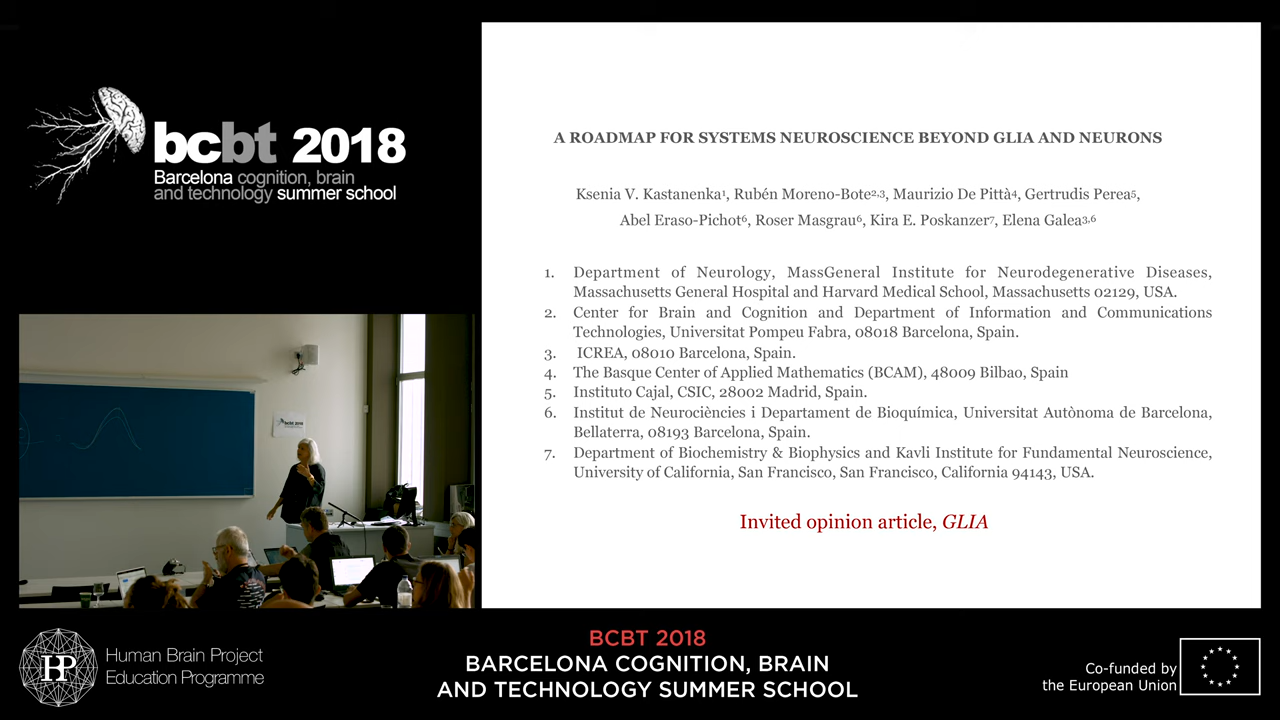 bcbt 2018
Barcelona cognition, brain
and technology summer school
A ROADMAP FOR SYSTEMS NEUROSCIENCE BEYOND GLIA AND NEURONS
Ksenia V. Kastanenka1, Rubén Moreno-Bote2,3, Maurizio De Pittà4, Gertrudis Perea5,
Abel Eraso-Pichot6, Roser Masgrau6, Kira E. Poskanzer7, Elena Galea3,6
1. Department of Neurology, MassGeneral Institute for Neurodegenerative Diseases,
Massachusetts General Hospital and Harvard Medical School, Massachusetts 02129, USA.
2. Center for Brain and Cognition and Department of Information and Communications
Technologies, Universitat Pompeu Fabra, 08018 Barcelona, Spain.
3. ICREA, 08010 Barcelona, Spain.
4. The Basque Center of Applied Mathematics (BCAM), 48009 Bilbao, Spain
5. Instituto Cajal, CSIC, 28002 Madrid, Spain.
6. Institut de Neurociències i Departament de Bioquímica, Universitat Autònoma de Barcelona,
Bellaterra, 08193 Barcelona, Spain.
7. Department of Biochemistry & Biophysics and Kavli Institute for Fundamental Neuroscience,
University of California, San Francisco, San Francisco, California 94143, USA.
Invited opinion article, GLIA
bcbt 2018
HP
Human Brain Project
Education Programme
BCBT 2018
BARCELONA COGNITION, BRAIN
AND TECHNOLOGY SUMMER SCHOOL
Co-funded by
the European Union